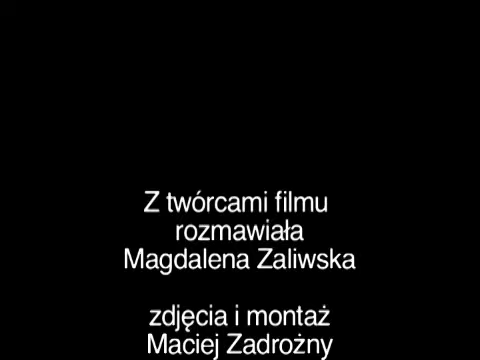 Z twórcami filmu
rozmawiała
Magdalena Zaliwska
zdjęcia i montaż
Maciej Zadrożny